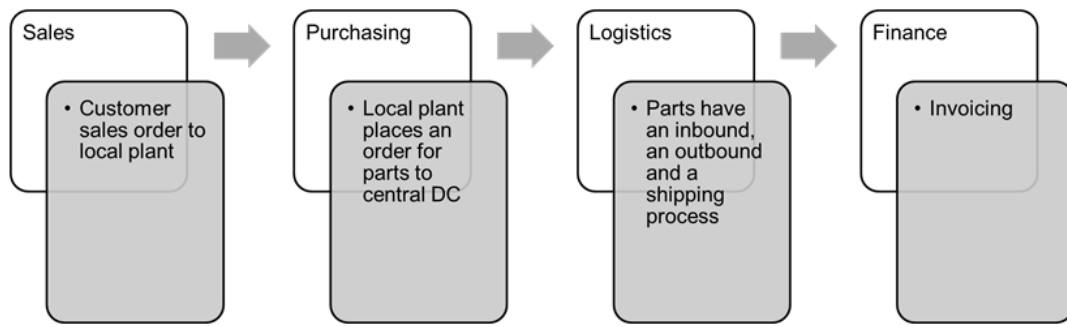 Sales
• Customer
sales order to
local plant
Purchasing
• Local plant
places an
order for
parts to
central DC
Logistics
• Parts have
an inbound,
an outbound
and a
shipping
process
Finance
• Invoicing